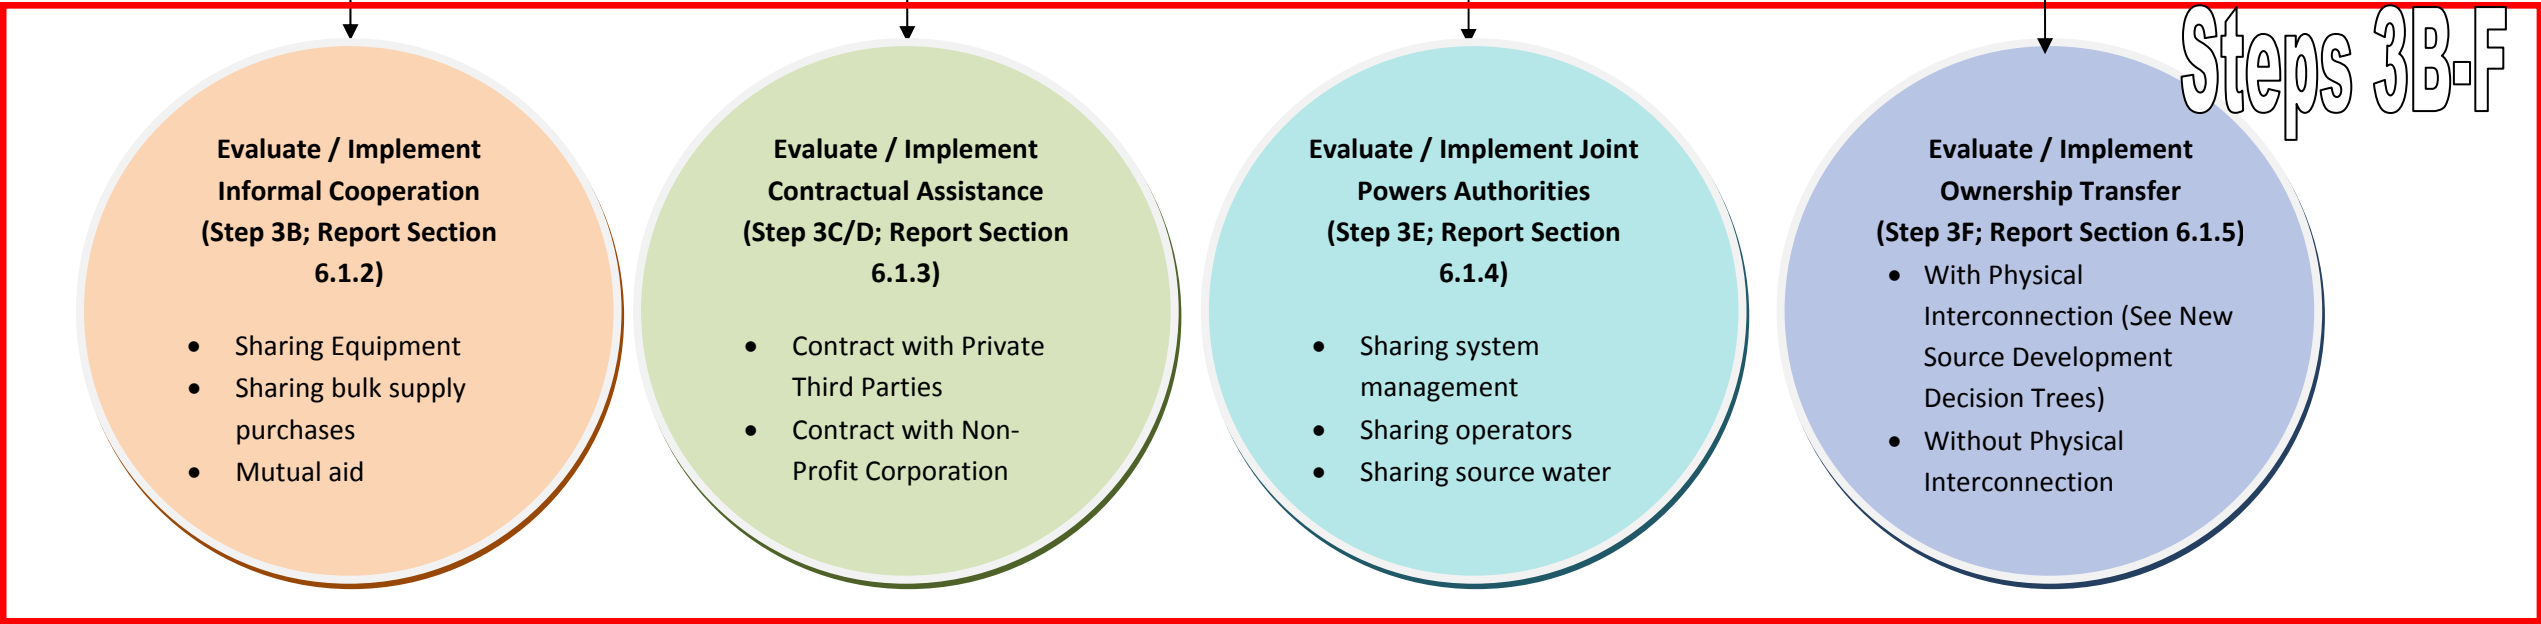 Steps 3B-F
Evaluate / Implement
Informal Cooperation
(Step 3B; Report Section
6.1.2)
• Sharing Equipment
• Sharing bulk supply
purchases
• Mutual aid
Evaluate / Implement
Contractual Assistance
(Step 3C/D; Report Section
6.1.3)
• Contract with Private
Third Parties
• Contract with Non-
Profit Corporation
Evaluate / Implement Joint
Powers Authorities
(Step 3E; Report Section
6.1.4)
• Sharing system
management
• Sharing operators
• Sharing source water
Evaluate / Implement
Ownership Transfer
(Step 3F; Report Section 6.1.5)
• With Physical
Interconnection (See New
Source Development
Decision Trees)
• Without Physical
Interconnection